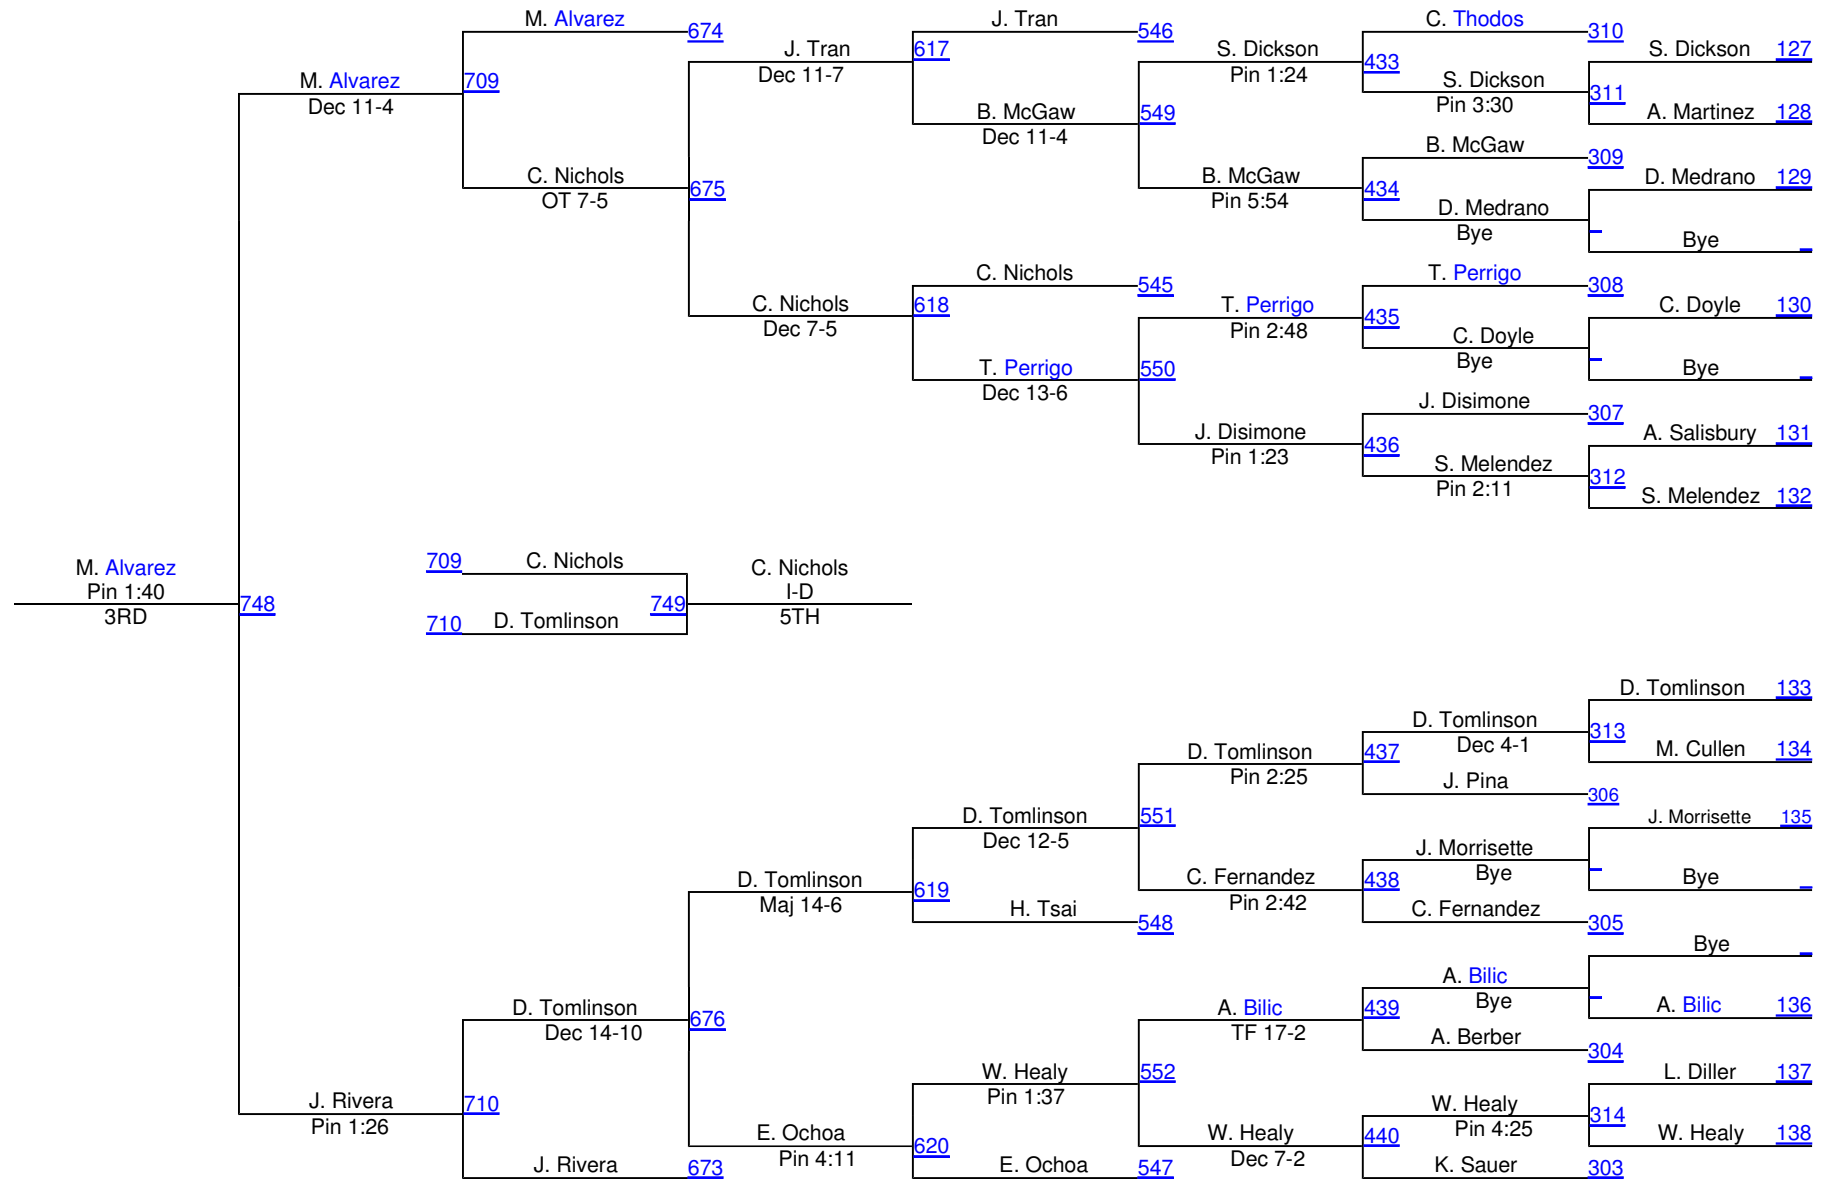 M. Alvarez
674
J. Tran
546
C. Thodos
310
J. Tran
617
S. Dickson
433
S. Dickson
127
Dec 11-7
Pin 1:24
M. Alvarez
709
S. Dickson
311
Dec 11-4
Pin 3:30
B. McGaw
549
A. Martinez
128
Dec 11-4
B. McGaw
309
C. Nichols
675
B. McGaw
434
D. Medrano
129
OT 7-5
Pin 5:54
D. Medrano
Bye
Bye
C. Nichols
545
T. Perrigo
308
C. Nichols
618
T. Perrigo
435
C. Doyle
130
Dec 7-5
Pin 2:48
C. Doyle
Bye
T. Perrigo
550
Bye
Dec 13-6
J. Disimone
307
J. Disimone
436
A. Salisbury
131
Pin 1:23
S. Melendez
312
Pin 2:11
S. Melendez
132
709
C. Nichols
C. Nichols
M. Alvarez
I-D
Pin 1:40
748
749
5TH
3RD
710
D. Tomlinson
D. Tomlinson
133
D. Tomlinson
313
Dec 4-1
D. Tomlinson
437
M. Cullen
134
Pin 2:25
J. Pina
306
D. Tomlinson
551
J. Morrisette
135
Dec 12-5
J. Morrisette
Bye
D. Tomlinson
619
C. Fernandez
438
Bye
Maj 14-6
Pin 2:42
H. Tsai
548
C. Fernandez
305
Bye
A. Bilic
Bye
D. Tomlinson
676
A. Bilic
439
A. Bilic
136
Dec 14-10
TF 17-2
A. Berber
304
W. Healy
552
L. Diller
137
Pin 1:37
J. Rivera
710
W. Healy
314
Pin 1:26
Pin 4:25
E. Ochoa
620
W. Healy
440
W. Healy
138
Pin 4:11
Dec 7-2
J. Rivera
673
E. Ochoa
547
K. Sauer
303